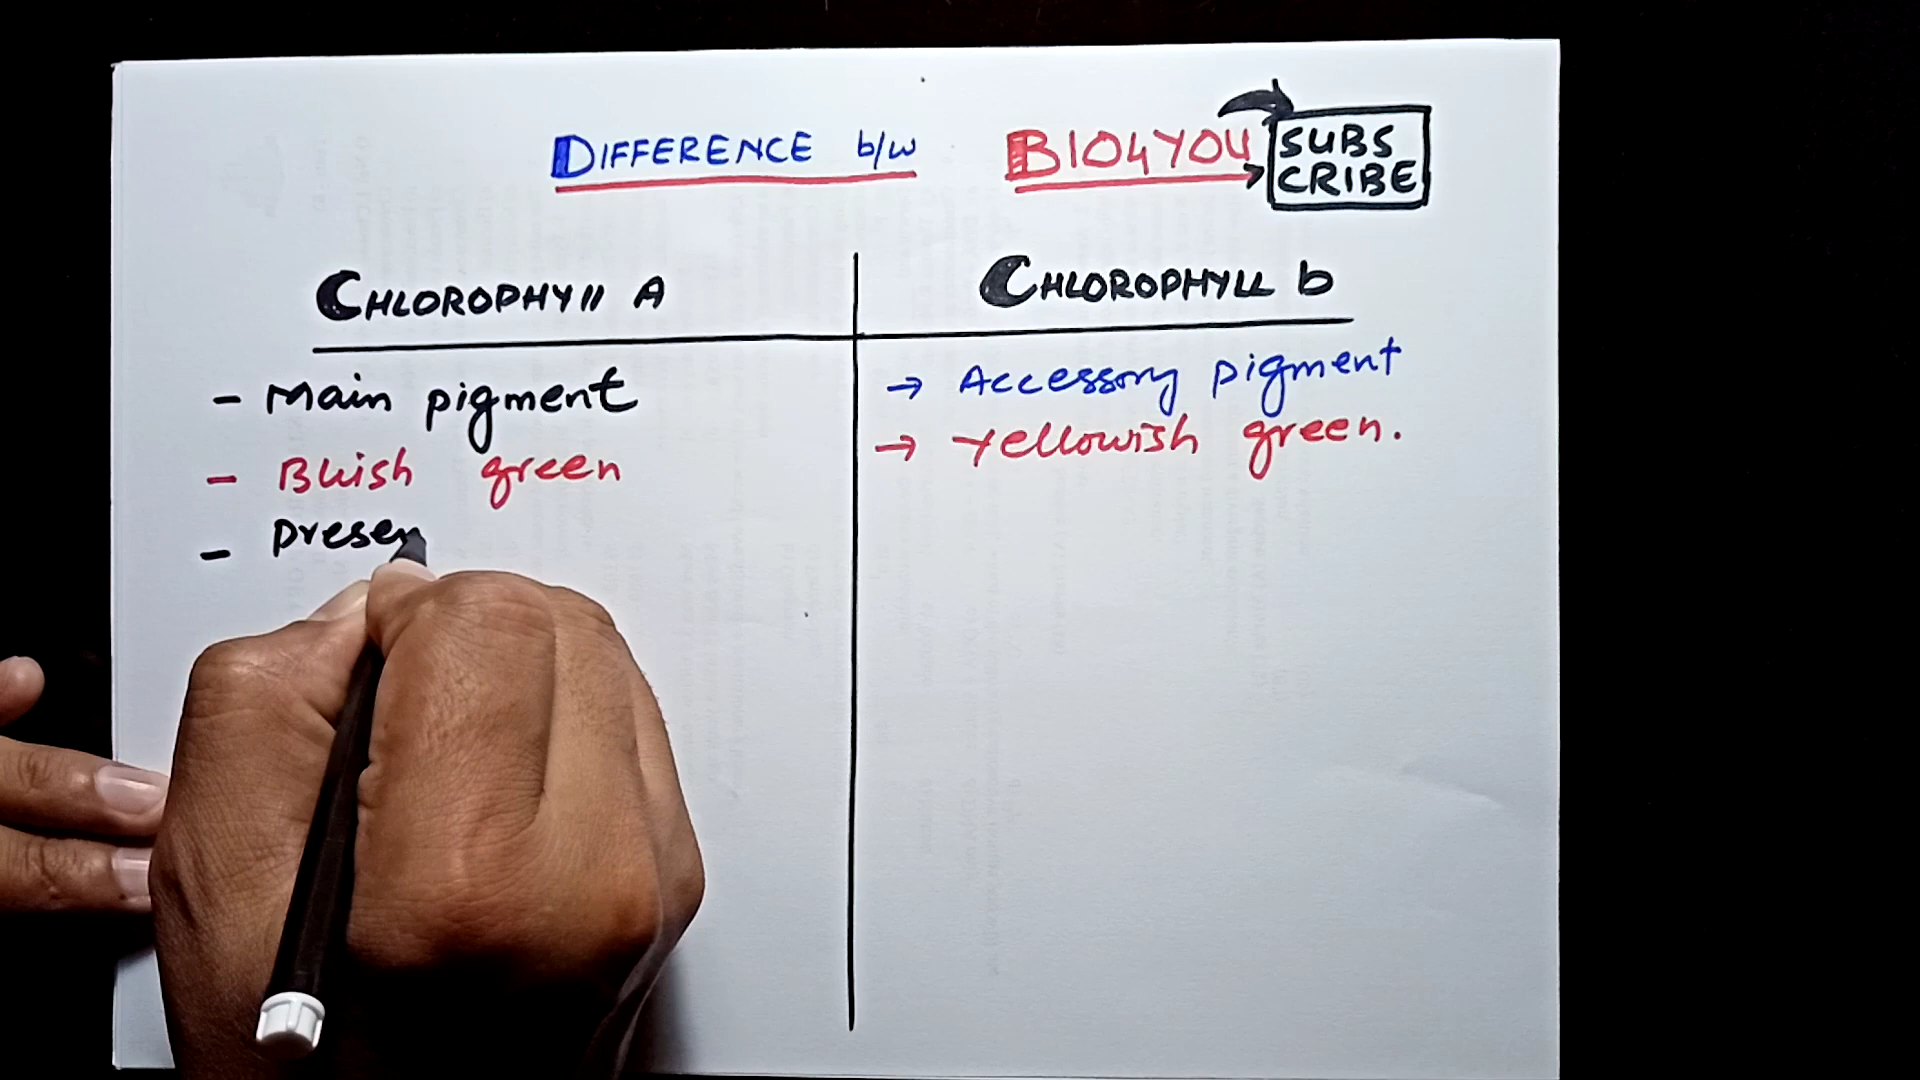 DIFFERENCE b/w BIO4YOU SUBS
CRIBE
CHLOROPHYll A
CHLOROPHYLL b
- Main pigment
- Bluish green
- Presen
→ Accessory pigment
→ Yellowish green.